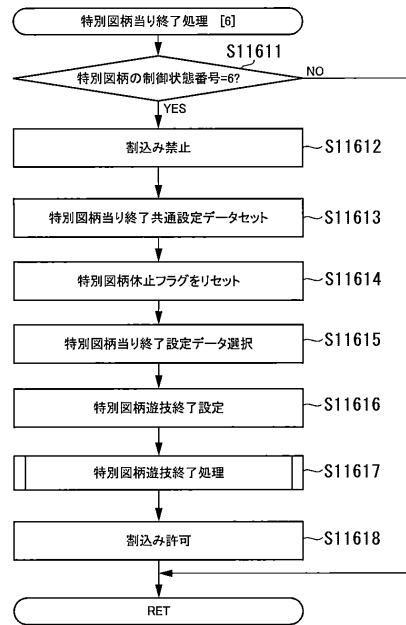 特別図柄当り終了処理 [6]
S11611
特別図柄の制御状態番号=6?
NO
YES
割込み禁止
S11612
特別図柄当り終了共通設定データセット
S11613
特別図柄休止フラグをリセット
S11614
特別図柄当り終了設定データ選択
S11615
特別図柄遊技終了設定
S11616
特別図柄遊技終了処理
S11617
割込み許可
S11618
RET